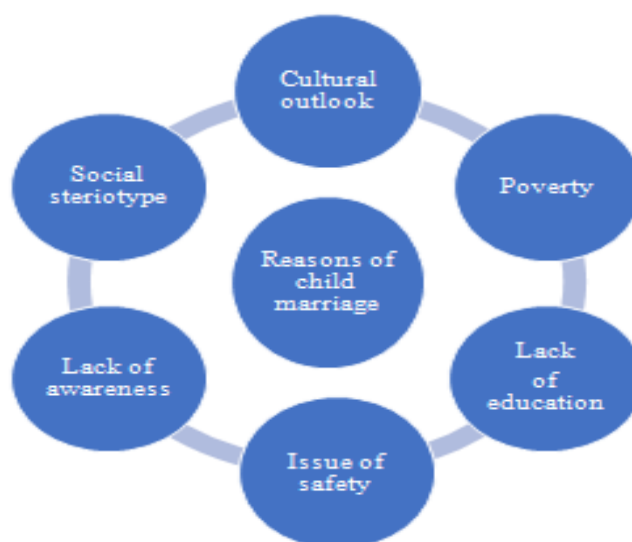 Cultural
outlook
Social
steriotype
Poverty
Reasons of
child
marriage
Lack of
awareness
Lack
of
education
Issue of
safety